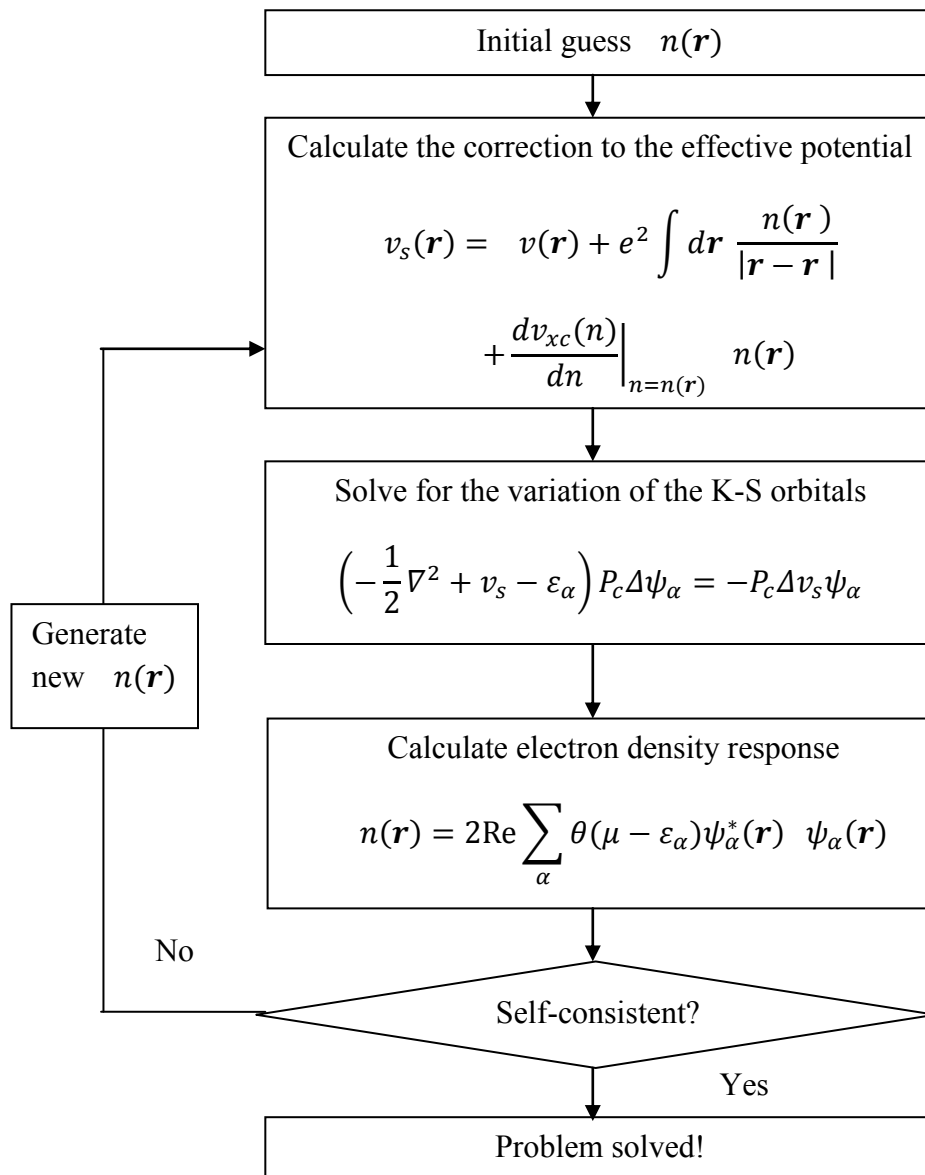 Initial guess n(𝒓)
Calculate the correction to the effective potential
v_s(𝒓) = v(𝒓) + e² ∫ d𝒓 n(𝒓 ) / |𝒓 − 𝒓 |
+ dv_xc(n)/dn |_{n=n(𝒓)} n(𝒓)
Solve for the variation of the K-S orbitals
(−1/2 ∇² + v_s − ε_α) P_c Δψ_α = −P_c Δv_s ψ_α
Generate
new n(𝒓)
Calculate electron density response
n(𝒓) = 2Re ∑_α θ(μ − ε_α)ψ_α^*(𝒓) ψ_α(𝒓)
No
Self-consistent?
Yes
Problem solved!